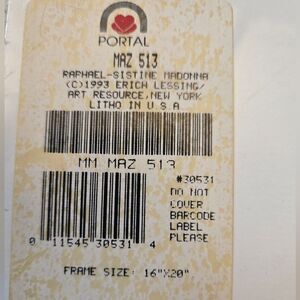 PORTAL
MAZ 513
RAPHAEL-SISTINE MADONNA
(C)1993 ERICH LESSING/
ART RESOURCE,NEW YORK
LITHO IN U.S.A
MM MAZ 513
#30531
DO NOT
COVER
BARCODE
LABEL
PLEASE
0 11545 30531 4
FRAME SIZE: 16"X20"